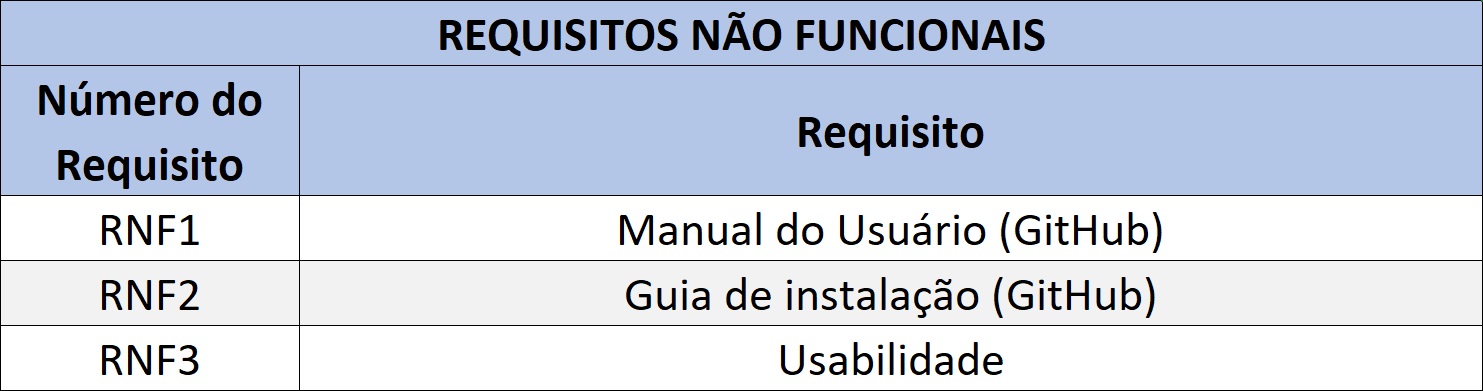 REQUISITOS NÃO FUNCIONAIS
Número do
Requisito
Requisito
RNF1 Manual do Usuário (GitHub)
RNF2 Guia de instalação (GitHub)
RNF3 Usabilidade